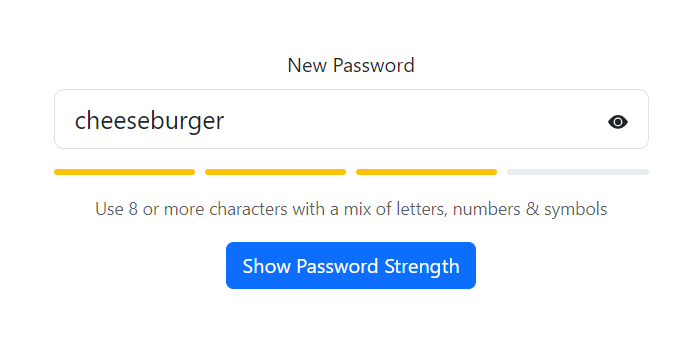 New Password
cheeseburger
Use 8 or more characters with a mix of letters, numbers & symbols
Show Password Strength